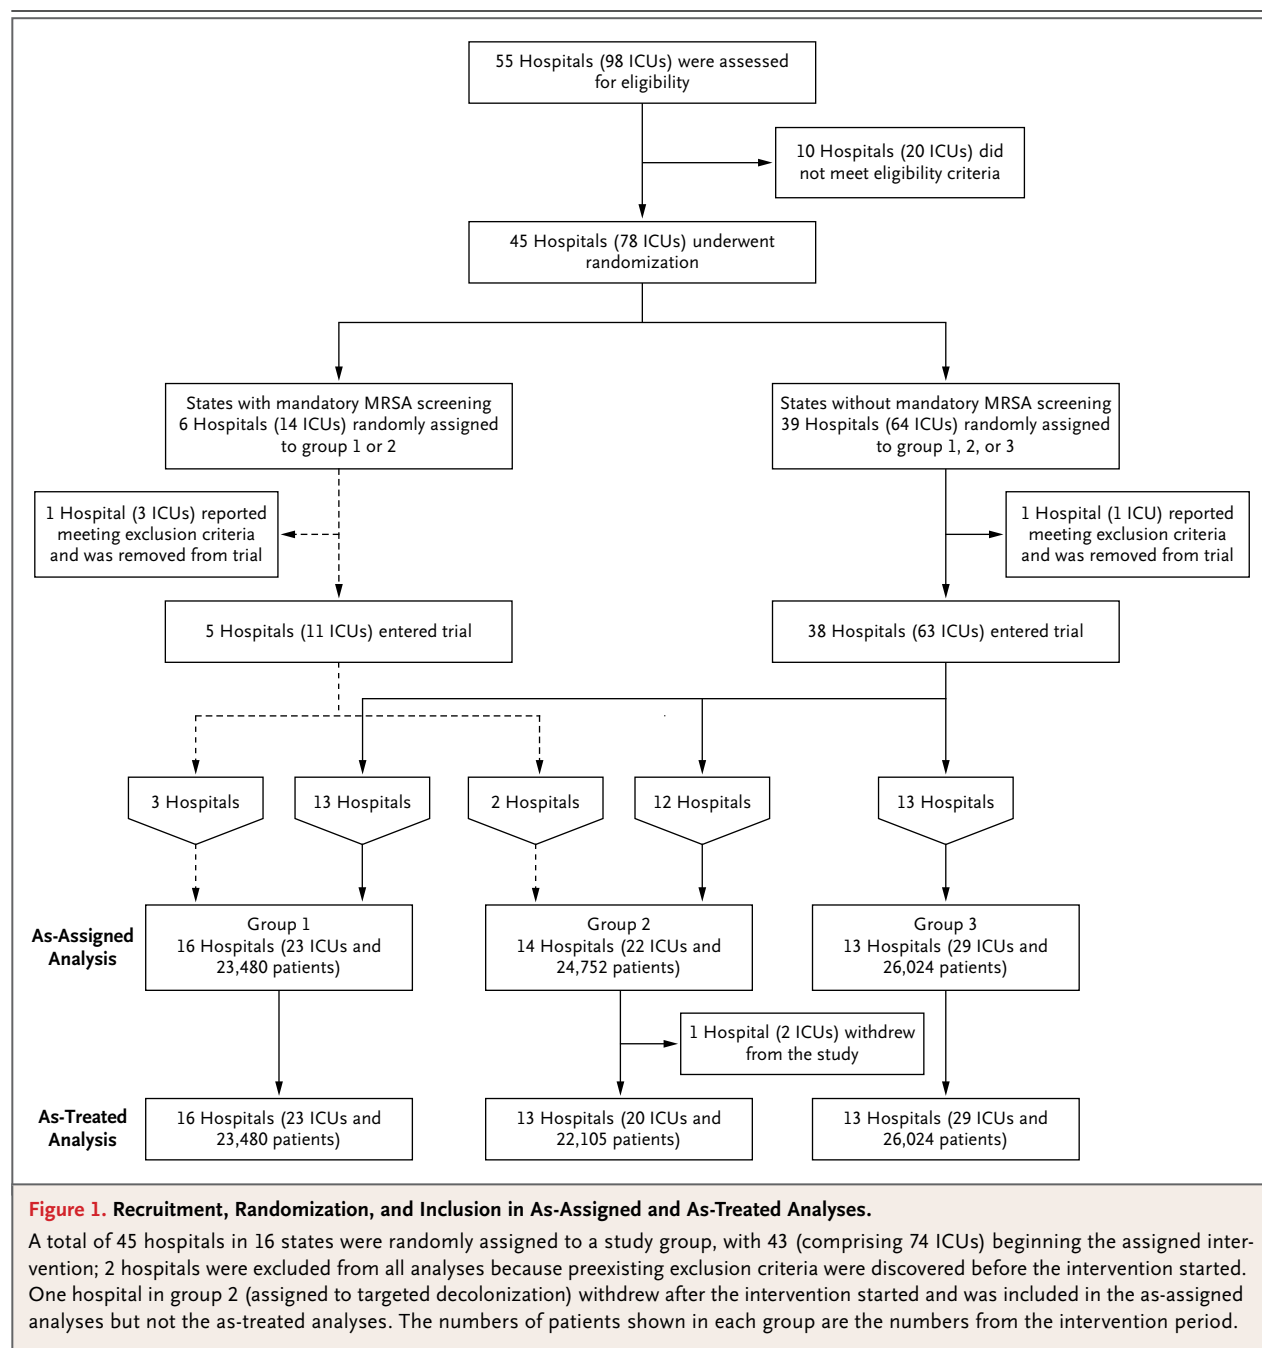 55 Hospitals (98 ICUs) were assessed
for eligibility
10 Hospitals (20 ICUs) did
not meet eligibility criteria
45 Hospitals (78 ICUs) underwent
randomization
States with mandatory MRSA screening
6 Hospitals (14 ICUs) randomly assigned
to group 1 or 2
States without mandatory MRSA screening
39 Hospitals (64 ICUs) randomly assigned
to group 1, 2, or 3
1 Hospital (3 ICUs) reported
meeting exclusion criteria
and was removed from trial
1 Hospital (1 ICU) reported
meeting exclusion criteria
and was removed from trial
5 Hospitals (11 ICUs) entered trial
38 Hospitals (63 ICUs) entered trial
3 Hospitals
13 Hospitals
2 Hospitals
12 Hospitals
13 Hospitals
As-Assigned
Analysis
Group 1
16 Hospitals (23 ICUs and
23,480 patients)
Group 2
14 Hospitals (22 ICUs and
24,752 patients)
Group 3
13 Hospitals (29 ICUs and
26,024 patients)
1 Hospital (2 ICUs) withdrew
from the study
As-Treated
Analysis
16 Hospitals (23 ICUs and
23,480 patients)
13 Hospitals (20 ICUs and
22,105 patients)
13 Hospitals (29 ICUs and
26,024 patients)
Figure 1. Recruitment, Randomization, and Inclusion in As-Assigned and As-Treated Analyses.
A total of 45 hospitals in 16 states were randomly assigned to a study group, with 43 (comprising 74 ICUs) beginning the assigned inter-
vention; 2 hospitals were excluded from all analyses because preexisting exclusion criteria were discovered before the intervention started.
One hospital in group 2 (assigned to targeted decolonization) withdrew after the intervention started and was included in the as-assigned
analyses but not the as-treated analyses. The numbers of patients shown in each group are the numbers from the intervention period.